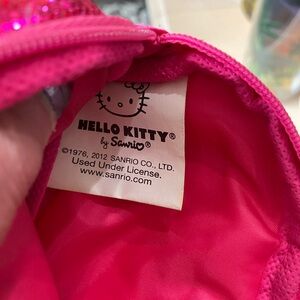 HELLO KITTY®
by Sanrio®
©1976, 2012 SANRIO CO., LTD.
Used Under License.
www.sanrio.com